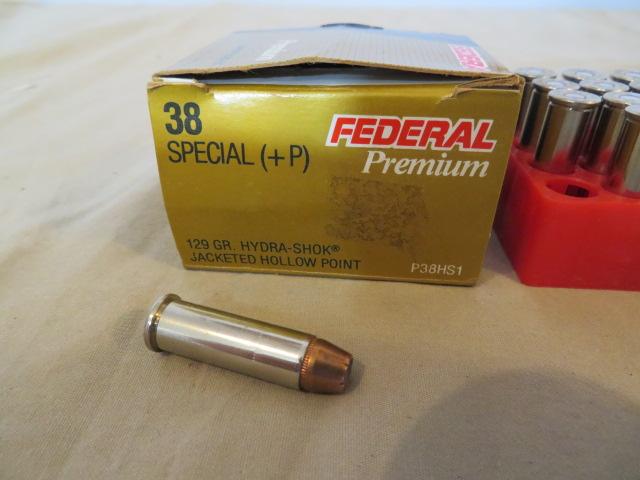 38
SPECIAL (+P)
FEDERAL
Premium
129 GR. HYDRA-SHOK®
JACKETED HOLLOW POINT
P38HS1